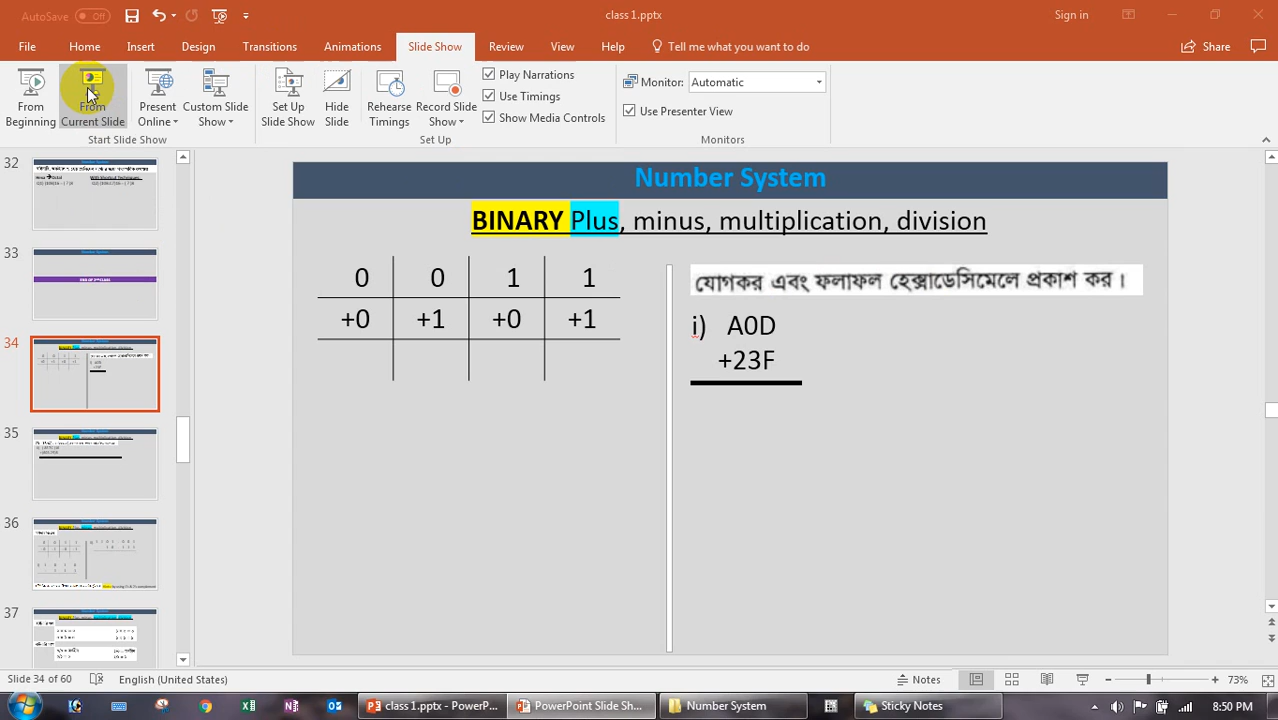 AutoSave Off
class 1.pptx
Sign in
File Home Insert Design Transitions Animations Slide Show Review View Help Tell me what you want to do Share
From Beginning
From Current Slide
Present Online
Custom Slide Show
Set Up Slide Show
Hide Slide
Rehearse Timings
Record Slide Show
Play Narrations
Use Timings
Show Media Controls
Monitor: Automatic
Use Presenter View
Start Slide Show
Set Up
Monitors
32
33
34
35
36
37
Number System
BINARY Plus, minus, multiplication, division
0 0 1 1
+0 +1 +0 +1
যোগকর এবং ফলাফল হেক্সাডেসিমেলে প্রকাশ কর।
i) A0D
+23F
Slide 34 of 60
English (United States)
Notes
73%
class 1.pptx - PowerP...
PowerPoint Slide Sh...
Number System
Sticky Notes
8:50 PM